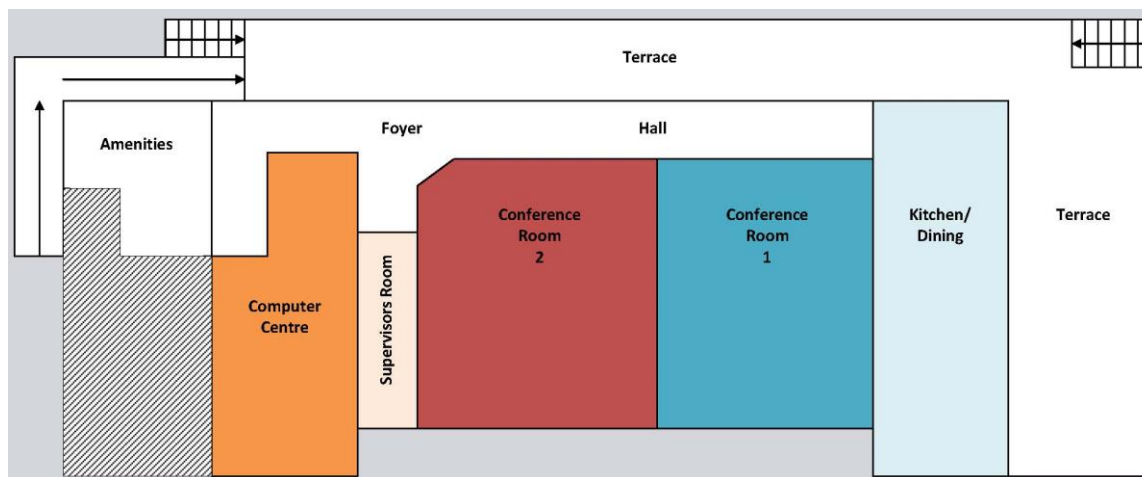 Terrace
Amenities
Foyer
Hall
Conference
Room
2
Conference
Room
1
Kitchen/
Dining
Terrace
Computer
Centre
Supervisors Room